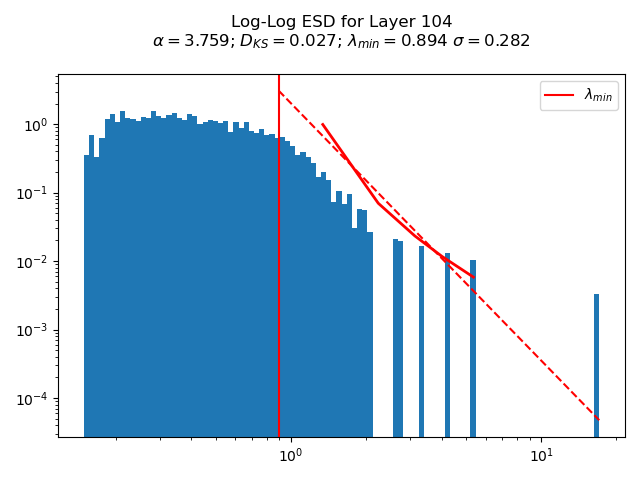 Log-Log ESD for Layer 104
α = 3.759; D_KS = 0.027; λ_min = 0.894 σ = 0.282
λ_min
10^0
10^-1
10^-2
10^-3
10^-4
10^0 10^1